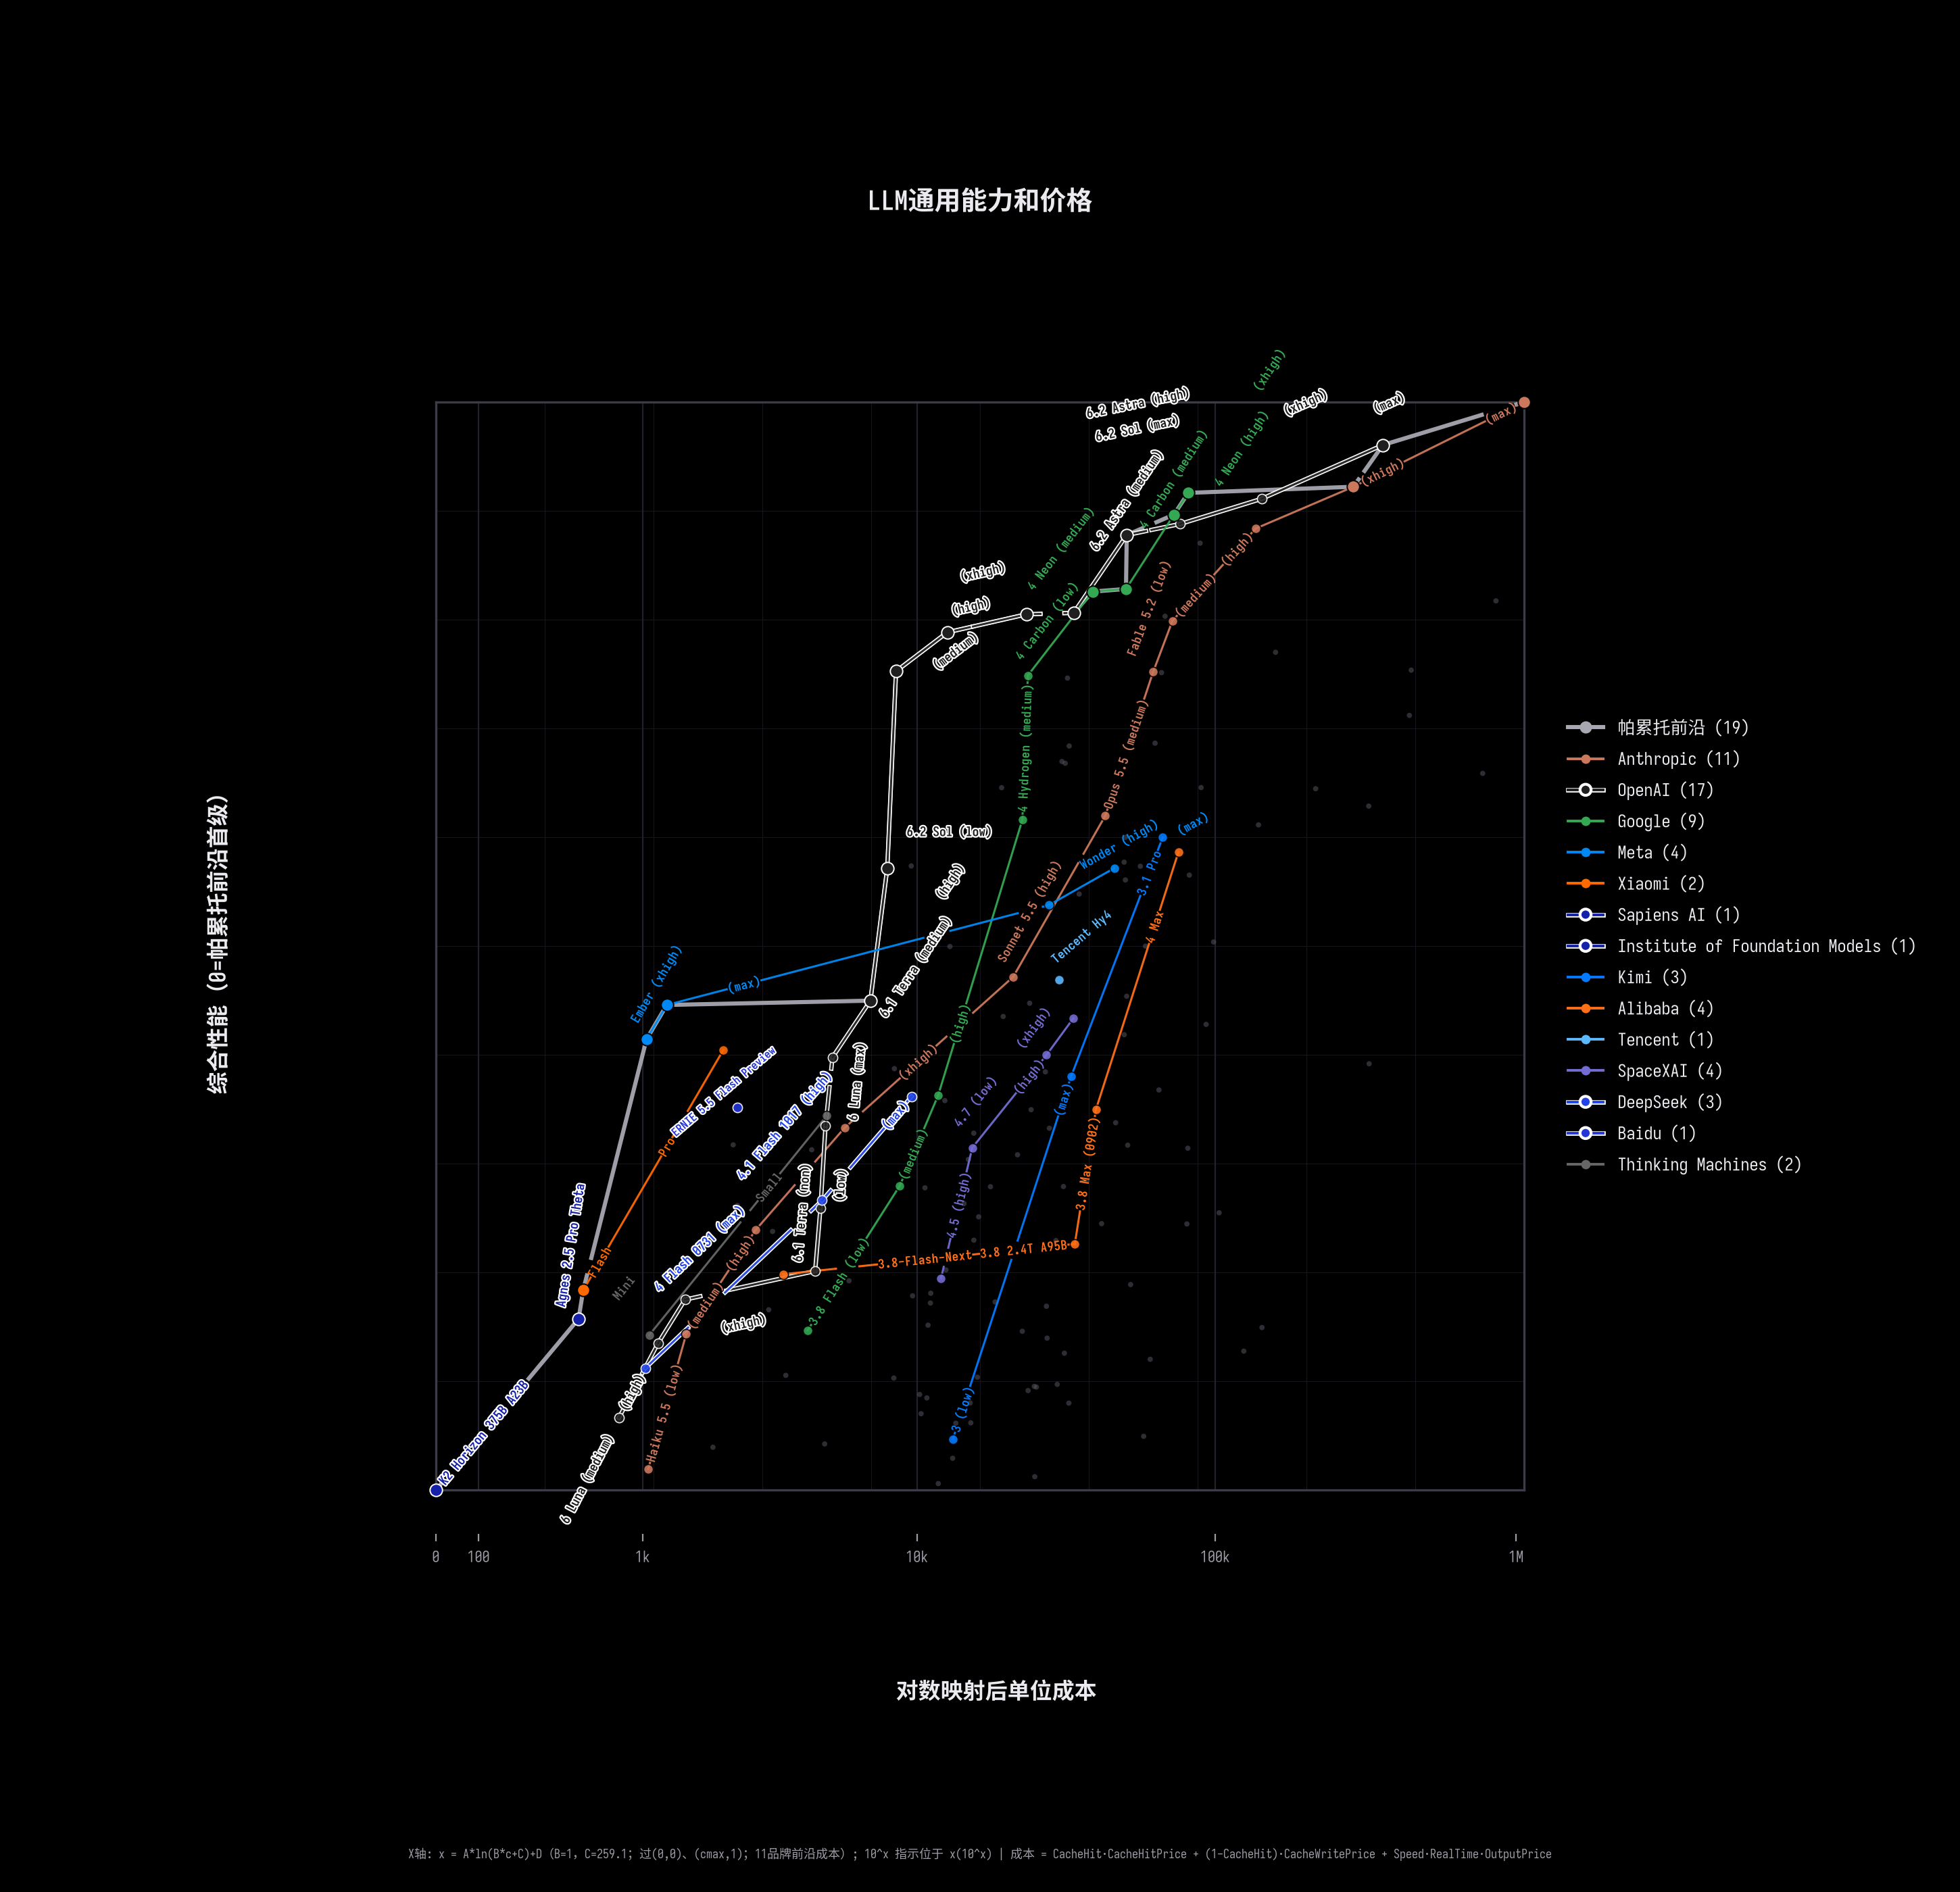 LLM通用能力和价格
综合性能 (0=帕累托前沿首级)
(xhigh)
6.2 Astra (high)
(xhigh)
(max)
(max)
6.2 Sol (max)
4 Carbon (medium)
4 Neon (high)
(xhigh)
6.2 Astra (medium)
4 Neon (medium)
(xhigh)
(high)
(medium)
4 Carbon (low)
Fable 5.2 (low)
(medium)
(high)
4 Hydrogen (medium)
Opus 5.5 (medium)
6.2 Sol (low)
Wonder (high)
(max)
3.1 Pro
(high)
6.1 Terra (medium)
Sonnet 5.5 (high)
Tencent Hy4
4 Max
Ember (xhigh)
(max)
(high)
(xhigh)
(xhigh)
6 Luna (max)
ERNIE 5.5 Flash Preview
Pro
4.1 Flash 1017 (high)
(max)
4.7 (low)
(high)
(max)
(medium)
3.8 Max (0902)
Agnes 2.5 Pro Theta
Small
6.1 Terra (non)
(low)
4.5 (high)
4 Flash 0731 (max)
(high)
Flash
Mini
3.8 Flash (low)
3.8-Flash-Next
3.8 2.4T A95B
(medium)
(xhigh)
K2 Horizon 375B A23B
(high)
Haiku 5.5 (low)
6 Luna (medium)
3 (low)
0
100
1k
10k
100k
1M
对数映射后单位成本
帕累托前沿 (19)
Anthropic (11)
OpenAI (17)
Google (9)
Meta (4)
Xiaomi (2)
Sapiens AI (1)
Institute of Foundation Models (1)
Kimi (3)
Alibaba (4)
Tencent (1)
SpaceXAI (4)
DeepSeek (3)
Baidu (1)
Thinking Machines (2)
X轴: x = A*ln(B*c+C)+D (B=1, C=259.1; 过(0,0)、(cmax,1); 11品牌前沿成本) ; 10^x 指示位于 x(10^x) | 成本 = CacheHit·CacheHitPrice + (1-CacheHit)·CacheWritePrice + Speed·RealTime·OutputPrice